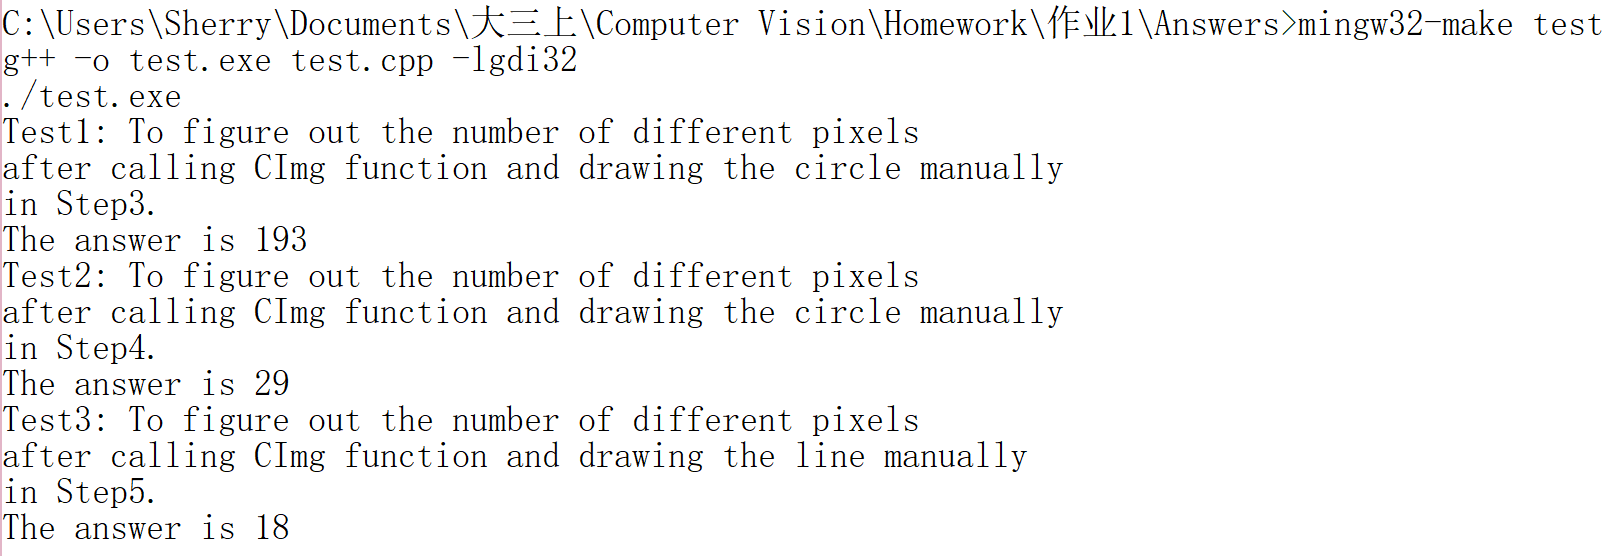 C:\Users\Sherry\Documents\大三上\Computer Vision\Homework\作业1\Answers>mingw32-make test
g++ -o test.exe test.cpp -lgdi32
./test.exe
Test1: To figure out the number of different pixels
after calling CImg function and drawing the circle manually
in Step3.
The answer is 193
Test2: To figure out the number of different pixels
after calling CImg function and drawing the circle manually
in Step4.
The answer is 29
Test3: To figure out the number of different pixels
after calling CImg function and drawing the line manually
in Step5.
The answer is 18